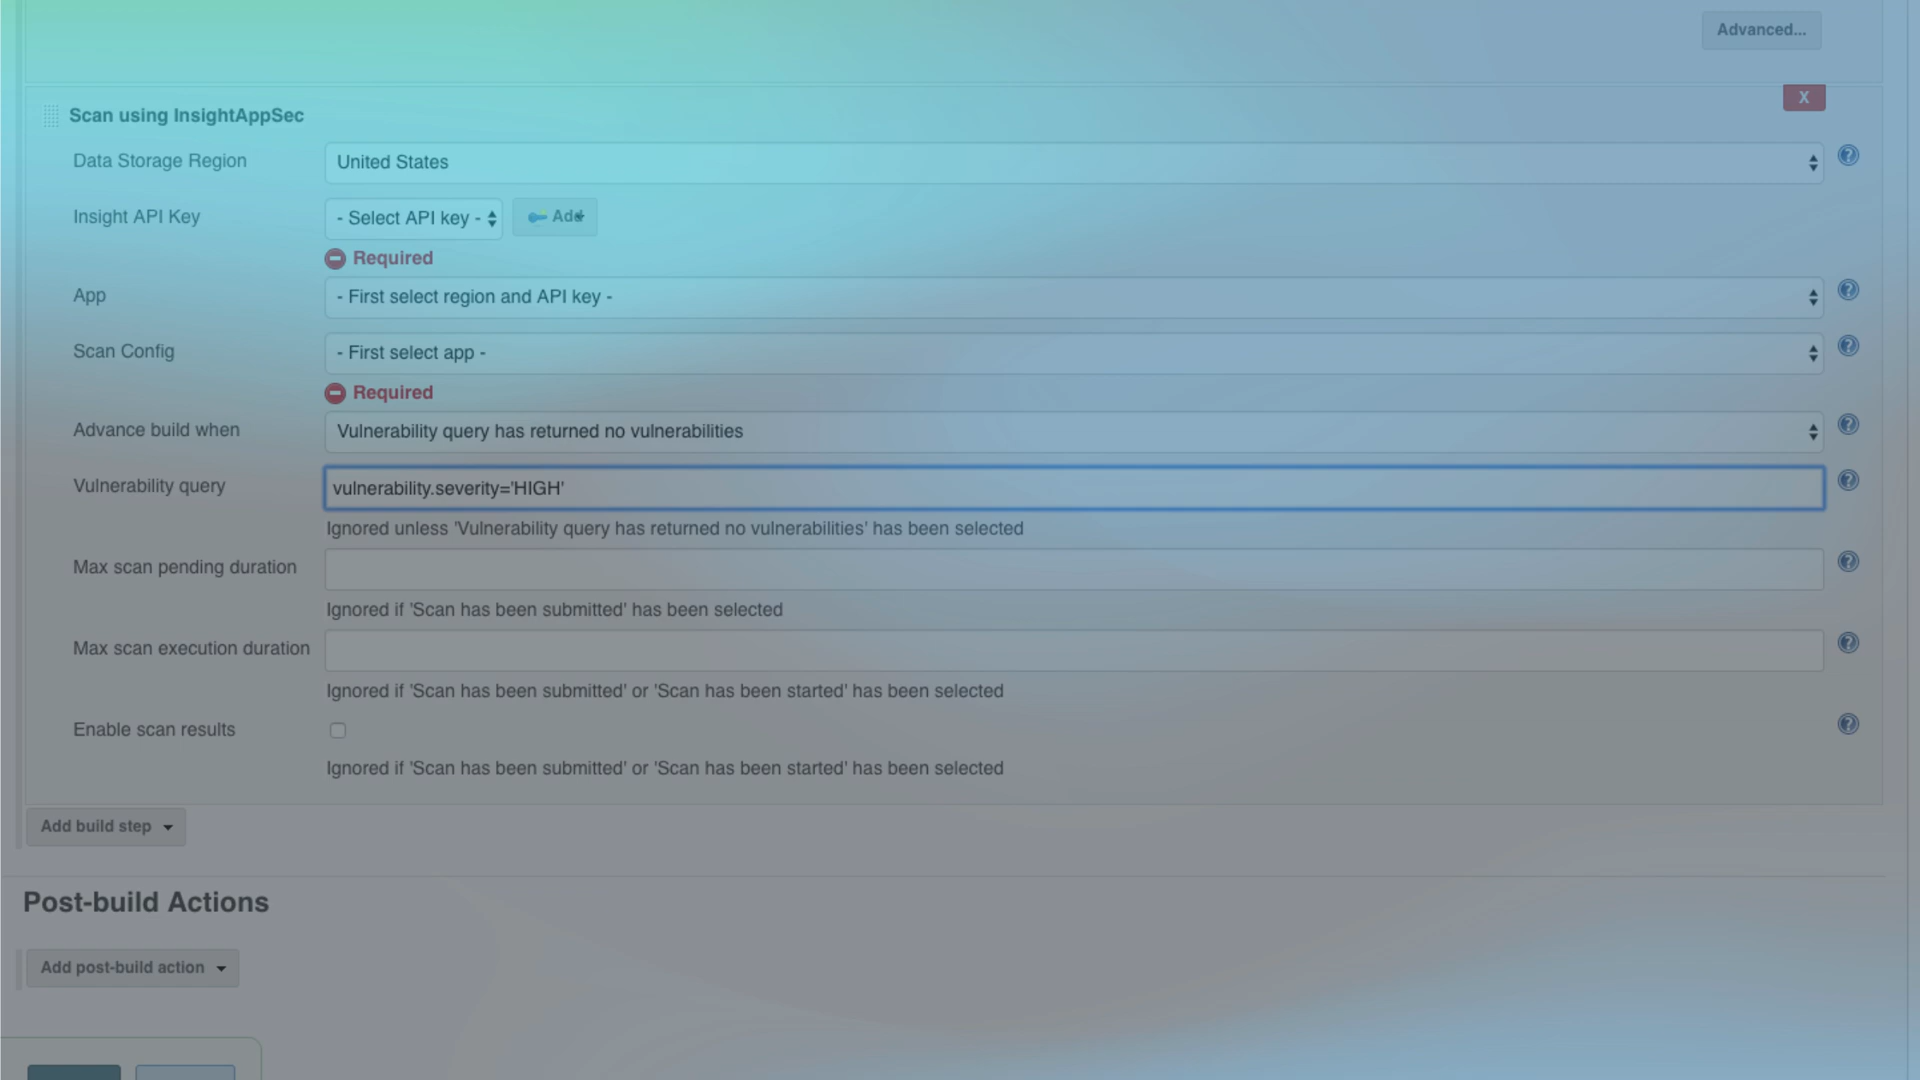 Advanced...
X
Scan using InsightAppSec
Data Storage Region
United States
Insight API Key
- Select API key -
Add
Required
App
- First select region and API key -
Scan Config
- First select app -
Required
Advance build when
Vulnerability query has returned no vulnerabilities
Vulnerability query
vulnerability.severity='HIGH'
Ignored unless 'Vulnerability query has returned no vulnerabilities' has been selected
Max scan pending duration
Ignored if 'Scan has been submitted' has been selected
Max scan execution duration
Ignored if 'Scan has been submitted' or 'Scan has been started' has been selected
Enable scan results
Ignored if 'Scan has been submitted' or 'Scan has been started' has been selected
Add build step
Post-build Actions
Add post-build action